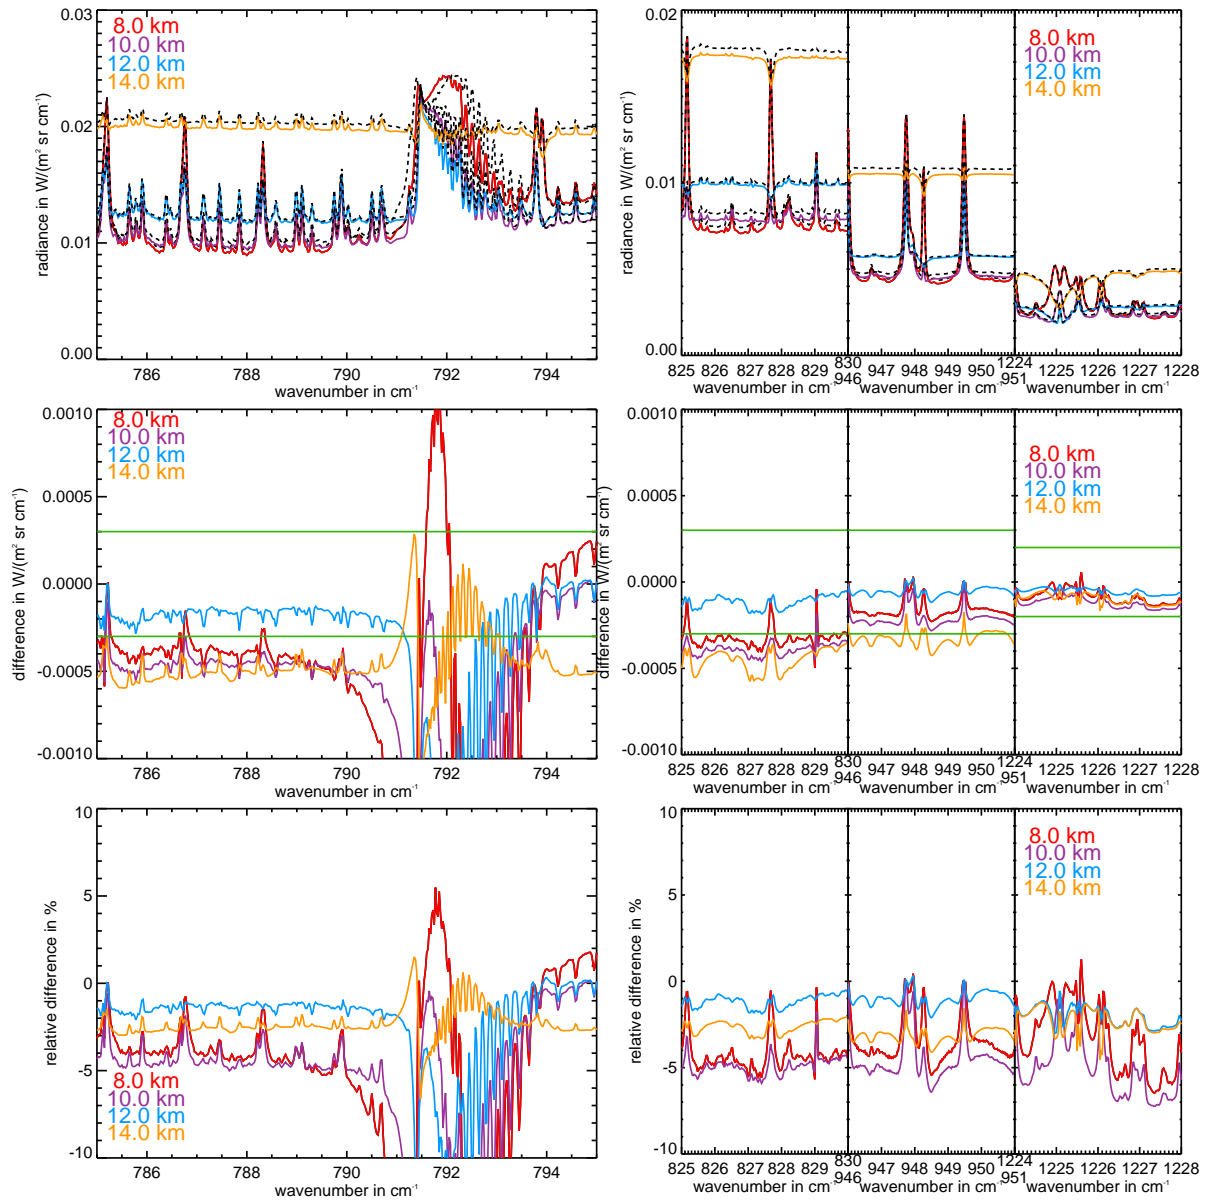 0.03
0.02
0.01
0.00
radiance in W/(m² sr cm⁻¹)
8.0 km
10.0 km
12.0 km
14.0 km
786 788 790 792 794
wavenumber in cm⁻¹
0.02
0.01
0.00
radiance in W/(m² sr cm⁻¹)
8.0 km
10.0 km
12.0 km
14.0 km
825 826 827 828 829 830
946 947 948 949 950 951
1224 1225 1226 1227 1228
wavenumber in cm⁻¹ wavenumber in cm⁻¹ wavenumber in cm⁻¹
0.0010
0.0005
0.0000
-0.0005
-0.0010
difference in W/(m² sr cm⁻¹)
8.0 km
10.0 km
12.0 km
14.0 km
786 788 790 792 794
wavenumber in cm⁻¹
0.0010
0.0005
0.0000
-0.0005
-0.0010
difference in W/(m² sr cm⁻¹)
8.0 km
10.0 km
12.0 km
14.0 km
825 826 827 828 829 830
946 947 948 949 950 951
1224 1225 1226 1227 1228
wavenumber in cm⁻¹ wavenumber in cm⁻¹ wavenumber in cm⁻¹
10
5
0
-5
-10
relative difference in %
8.0 km
10.0 km
12.0 km
14.0 km
786 788 790 792 794
wavenumber in cm⁻¹
10
5
0
-5
-10
relative difference in %
8.0 km
10.0 km
12.0 km
14.0 km
825 826 827 828 829 830
946 947 948 949 950 951
1224 1225 1226 1227 1228
wavenumber in cm⁻¹ wavenumber in cm⁻¹ wavenumber in cm⁻¹